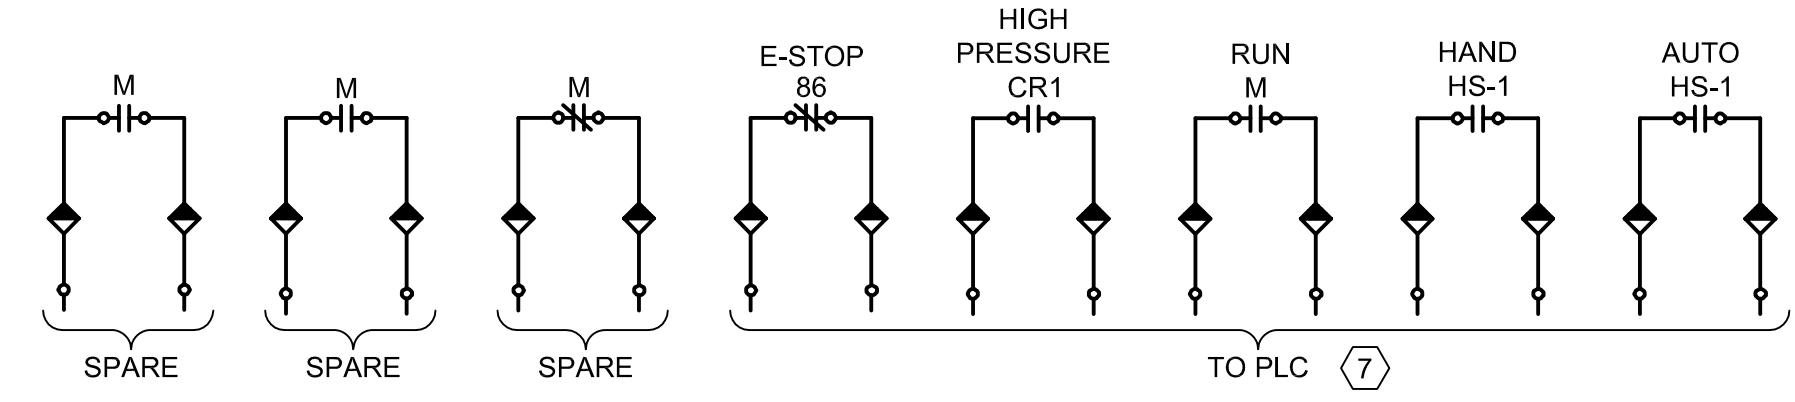 M
SPARE
M
SPARE
M
SPARE
E-STOP
86
HIGH
PRESSURE
CR1
RUN
M
HAND
HS-1
AUTO
HS-1
TO PLC 7